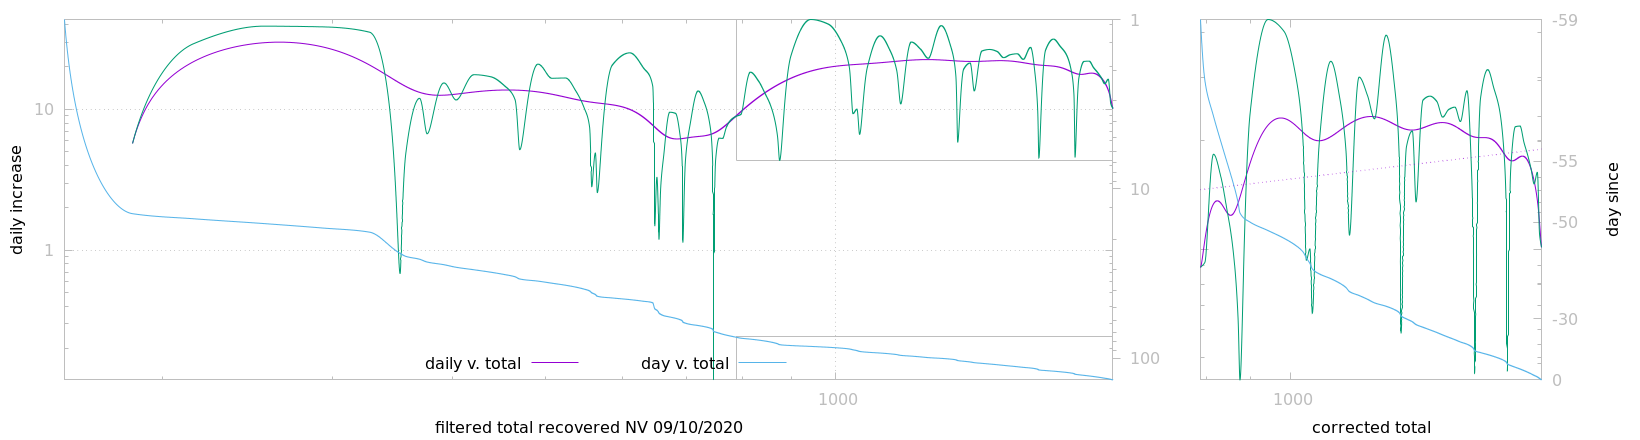 daily increase
10
1
daily v. total
day v. total
1
10
100
1000
filtered total recovered NV 09/10/2020
-59
-55
-50
-30
0
day since
1000
corrected total